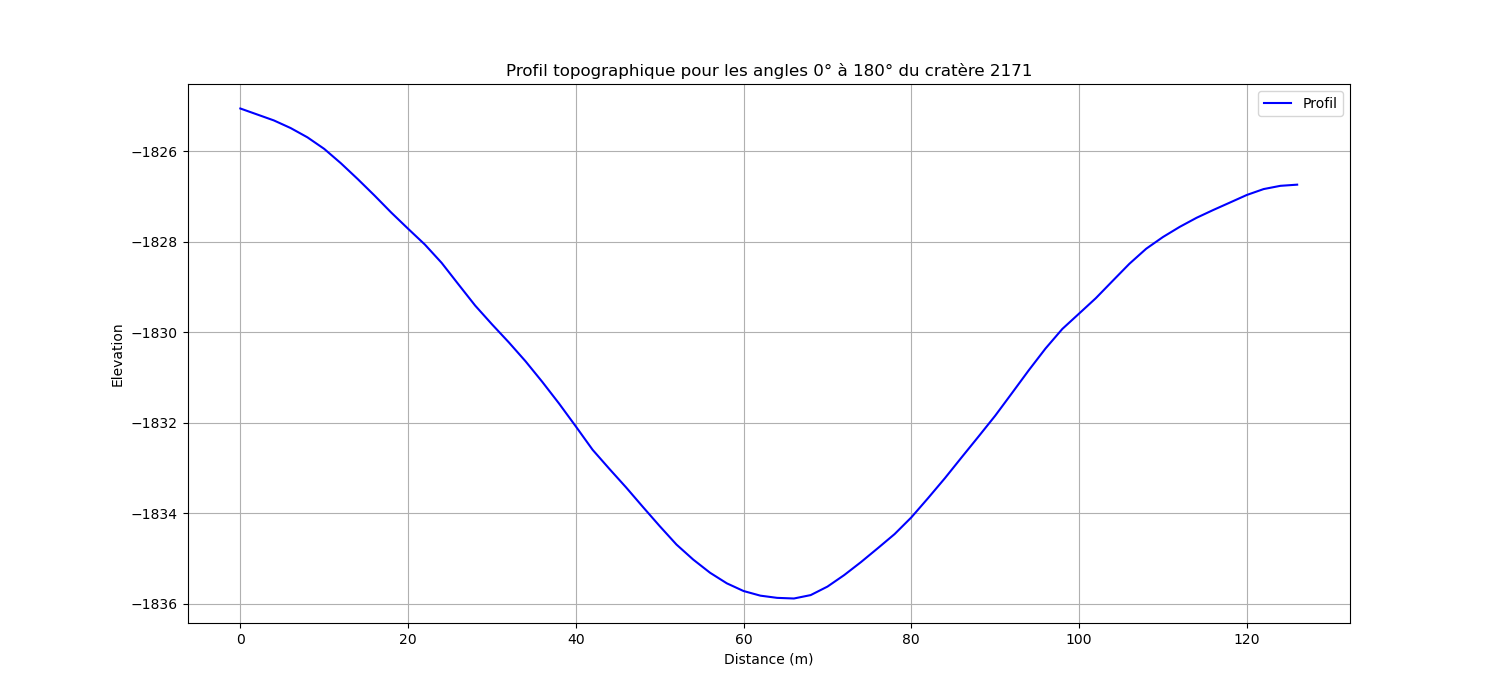 Profil topographique pour les angles 0° à 180° du cratère 2171
Profil
−1826
−1828
−1830
−1832
−1834
−1836
Elevation
0 20 40 60 80 100 120
Distance (m)